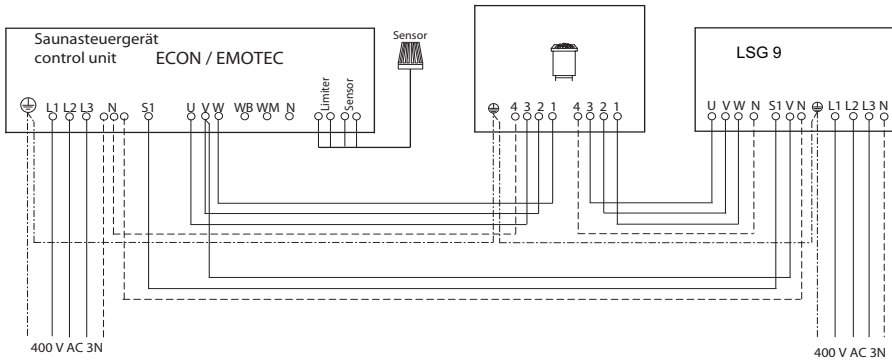 Saunasteuergerät
control unit ECON / EMOTEC
L1 L2 L3 N S1 U V W WB WM N Limiter Sensor
400 V AC 3N
Sensor
4 3 2 1 4 3 2 1
LSG 9
U V W N S1 V N L1 L2 L3 N
400 V AC 3N